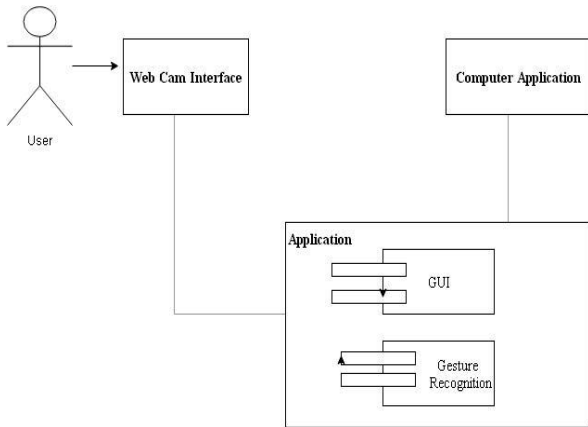 Web Cam Interface
Computer Application
User
Application
GUI
Gesture
Recognition